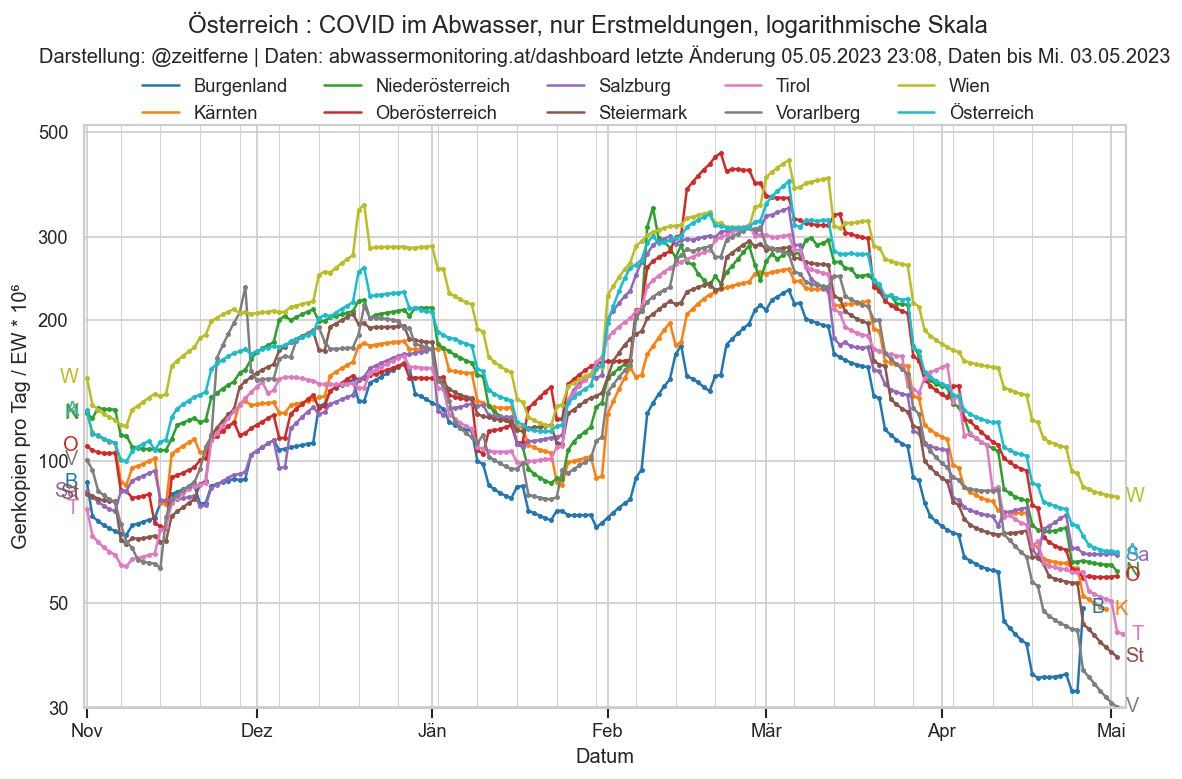 Österreich : COVID im Abwasser, nur Erstmeldungen, logarithmische Skala
Darstellung: @zeitferne | Daten: abwassermonitoring.at/dashboard letzte Änderung 05.05.2023 23:08, Daten bis Mi. 03.05.2023
Burgenland Niederösterreich Salzburg Tirol Wien
Kärnten Oberösterreich Steiermark Vorarlberg Österreich
Genkopien pro Tag / EW * 10⁶
500
300
200
100
50
30
W
O
V
B
T
W
A
Sa
N
O
B
K
T
St
V
Nov Dez Jän Feb Mär Apr Mai
Datum